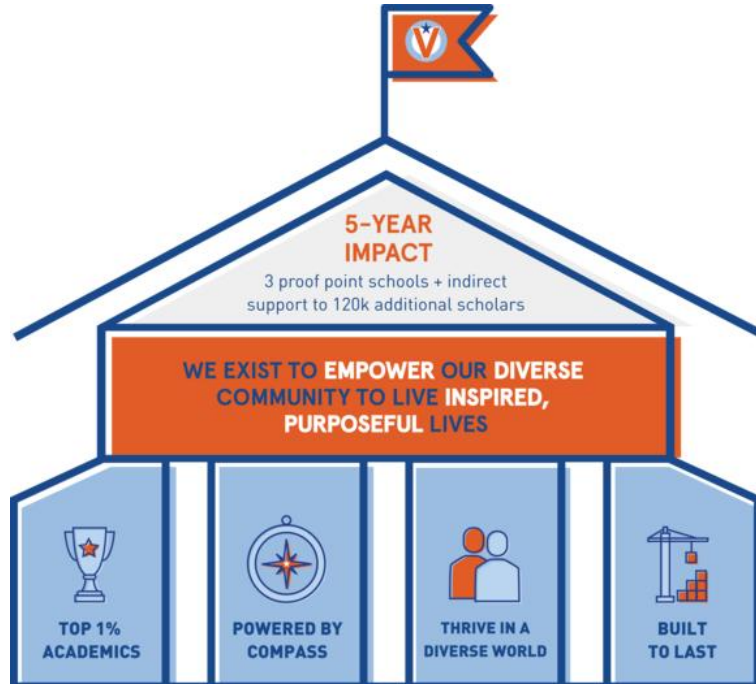 V
5-YEAR
IMPACT
3 proof point schools + indirect
support to 120k additional scholars
WE EXIST TO EMPOWER OUR DIVERSE
COMMUNITY TO LIVE INSPIRED,
PURPOSEFUL LIVES
TOP 1%
ACADEMICS
POWERED BY
COMPASS
THRIVE IN A
DIVERSE WORLD
BUILT
TO LAST